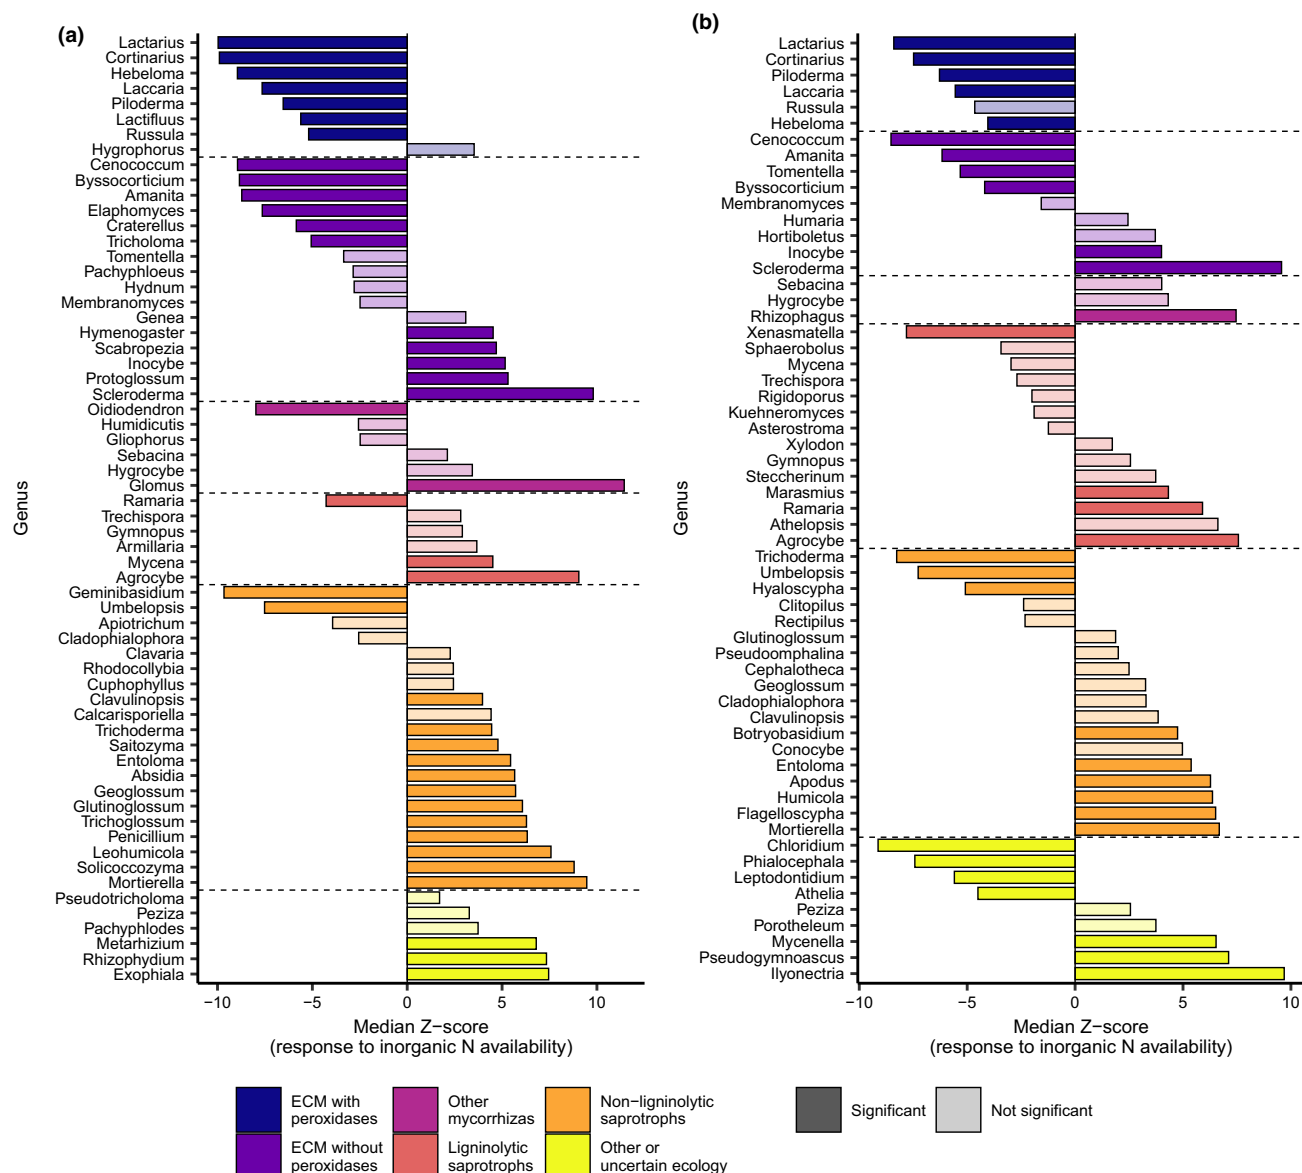 (a)
Lactarius
Cortinarius
Hebeloma
Laccaria
Piloderma
Lactifluus
Russula
Hygrophorus
Cenococcum
Byssocorticium
Amanita
Elaphomyces
Craterellus
Tricholoma
Tomentella
Pachyphloeus
Hydnum
Membranomyces
Genea
Hymenogaster
Scabropezia
Inocybe
Protoglossum
Scleroderma
Oidiodendron
Humidicutis
Gliophorus
Sebacina
Hygrocybe
Glomus
Ramaria
Trechispora
Gymnopus
Armillaria
Mycena
Agrocybe
Geminibasidium
Umbelopsis
Apiotrichum
Cladophialophora
Clavaria
Rhodocollybia
Cuphophyllus
Clavulinopsis
Calcarisporiella
Trichoderma
Saitozyma
Entoloma
Absidia
Geoglossum
Glutinoglossum
Trichoglossum
Penicillium
Leohumicola
Solicoccozyma
Mortierella
Pseudotricholoma
Peziza
Pachyphlodes
Metarhizium
Rhizophydium
Exophiala
Genus
−10 −5 0 5 10
Median Z−score
(response to inorganic N availability)
(b)
Lactarius
Cortinarius
Piloderma
Laccaria
Russula
Hebeloma
Cenococcum
Amanita
Tomentella
Byssocorticium
Membranomyces
Humaria
Hortiboletus
Inocybe
Scleroderma
Sebacina
Hygrocybe
Rhizophagus
Xenasmatella
Sphaerobolus
Mycena
Trechispora
Rigidoporus
Kuehneromyces
Asterostroma
Xylodon
Gymnopus
Steccherinum
Marasmius
Ramaria
Athelopsis
Agrocybe
Trichoderma
Umbelopsis
Hyaloscypha
Clitopilus
Rectipilus
Glutinoglossum
Pseudoomphalina
Cephalotheca
Geoglossum
Cladophialophora
Clavulinopsis
Botryobasidium
Conocybe
Entoloma
Apodus
Humicola
Flagelloscypha
Mortierella
Chloridium
Phialocephala
Leptodontidium
Athelia
Peziza
Porotheleum
Mycenella
Pseudogymnoascus
Ilyonectria
Genus
−10 −5 0 5 10
Median Z−score
(response to inorganic N availability)
ECM with
peroxidases
ECM without
peroxidases
Other
mycorrhizas
Ligninolytic
saprotrophs
Non−ligninolytic
saprotrophs
Other or
uncertain ecology
Significant
Not significant